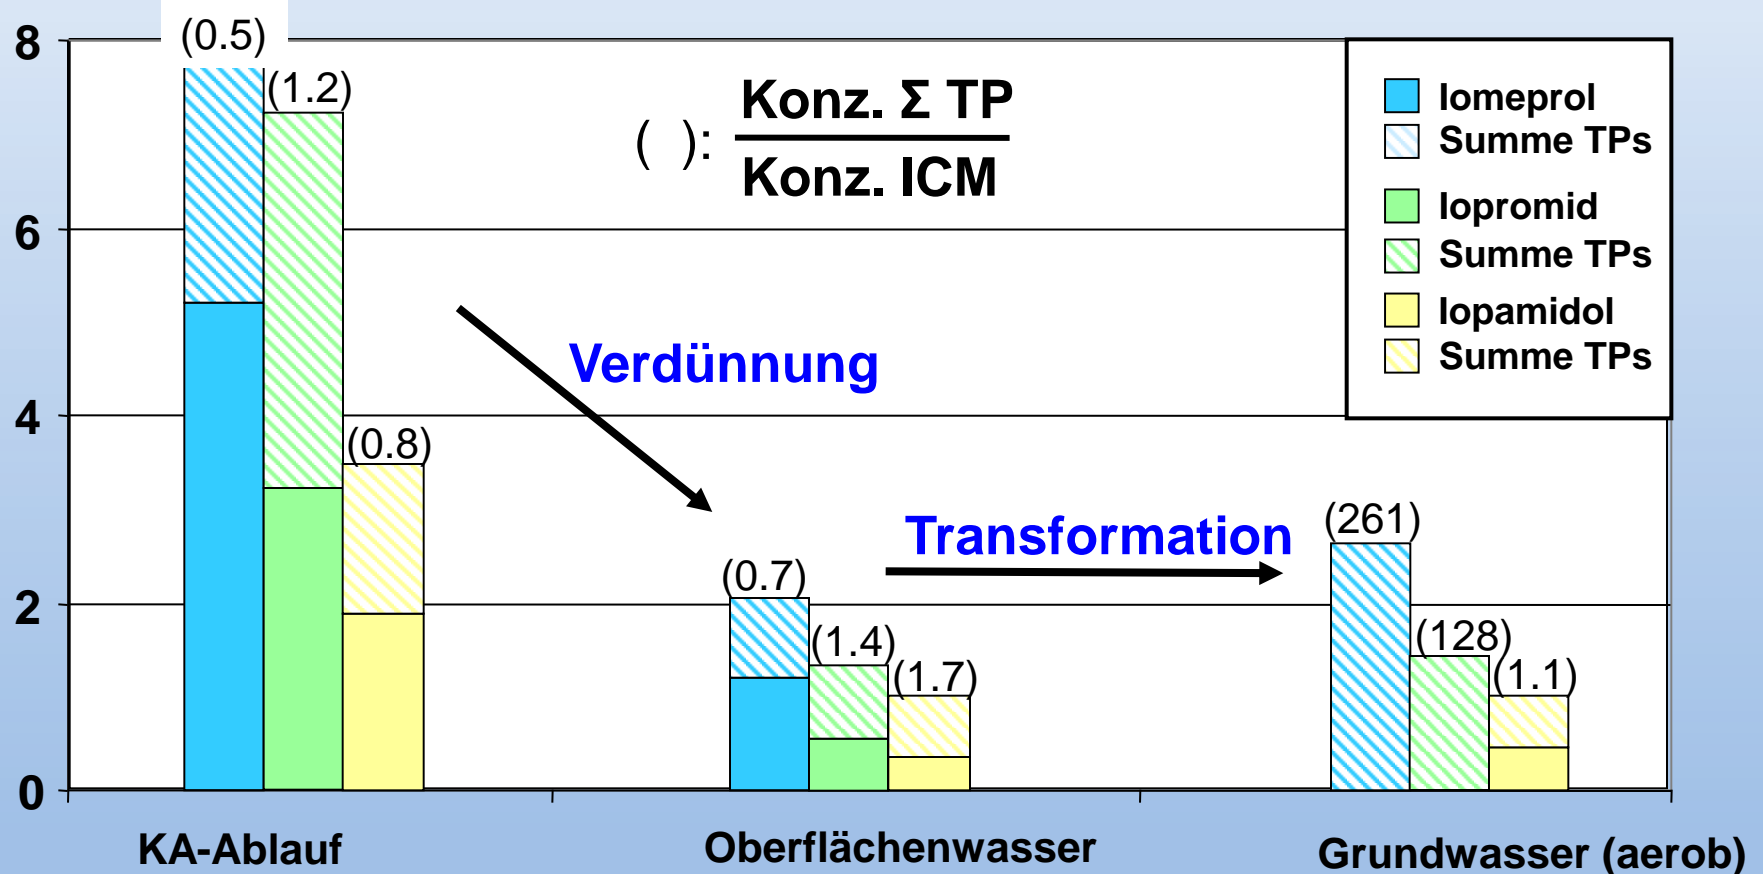 8
6
4
2
0
(0.5)
(1.2)
(0.8)
( ): Konz. Σ TP
Konz. ICM
Verdünnung
Transformation
(0.7)
(1.4)
(1.7)
(261)
(128)
(1.1)
Iomeprol
Summe TPs
Iopromid
Summe TPs
Iopamidol
Summe TPs
KA-Ablauf
Oberflächenwasser
Grundwasser (aerob)